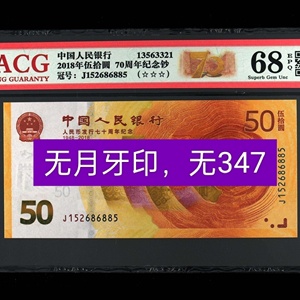 ACG
NG GUARANTY
中国人民银行 13563321
2018年伍拾圆 70周年纪念钞
冠号：J152686885 (☆☆☆)
70
68 EPQ
Superb Gem Unc
中国人民银行
人民币发行七十周年纪念
1948-2018
50
伍拾圆
无月牙印，无347
50
J152686885